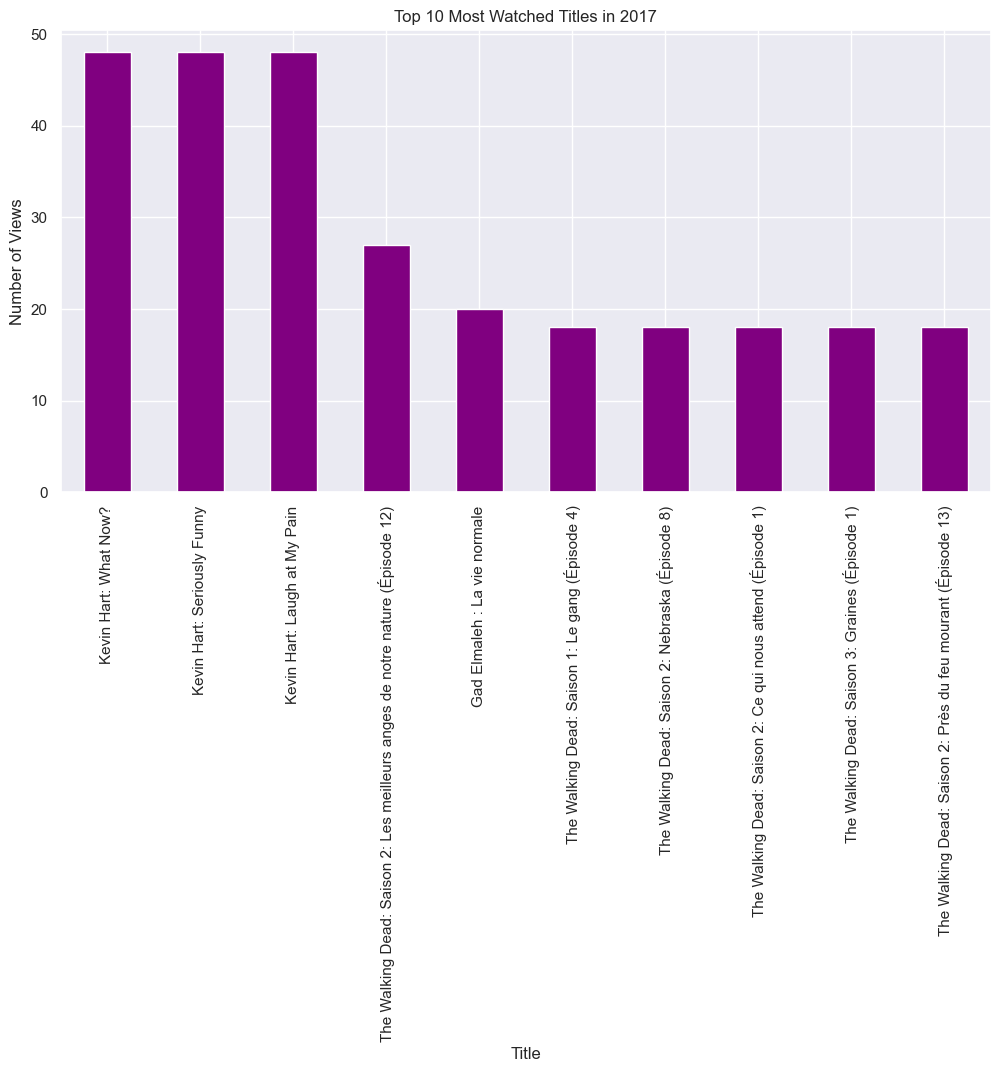 Top 10 Most Watched Titles in 2017
Number of Views
50
40
30
20
10
0
Kevin Hart: What Now?
Kevin Hart: Seriously Funny
Kevin Hart: Laugh at My Pain
The Walking Dead: Saison 2: Les meilleurs anges de notre nature (Épisode 12)
Gad Elmaleh : La vie normale
The Walking Dead: Saison 1: Le gang (Épisode 4)
The Walking Dead: Saison 2: Nebraska (Épisode 8)
The Walking Dead: Saison 2: Ce qui nous attend (Épisode 1)
The Walking Dead: Saison 3: Graines (Épisode 1)
The Walking Dead: Saison 2: Près du feu mourant (Épisode 13)
Title